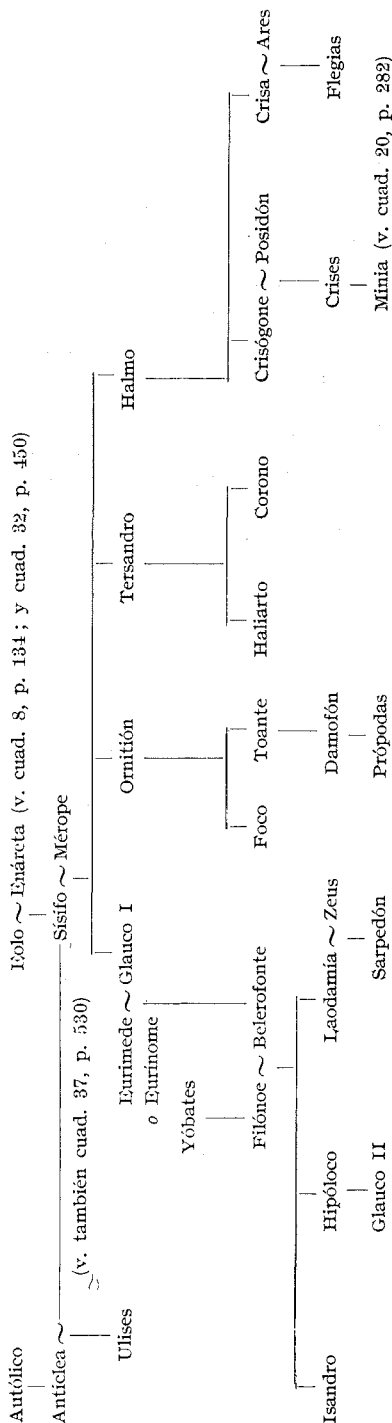 Eolo ~ Enáreta (v. cuad. 8, p. 134; y cuad. 32, p. 450)
Autólico
Antíclea ~ Sísifo ~ Mérope
(v. también cuad. 37, p. 530)
Ulises Eurimede ~ Glauco I Ornitión Tersandro Halmo
o Eurínome
Yóbates
Filónoe ~ Belerofonte Foco Toante Haliarto Corono Crisógone ~ Posidón Crisa ~ Ares
Isandro Hipóloco Laodamía ~ Zeus Damofón Crises Flegias
Glauco II Sarpedón Própodas Minia (v. cuad. 20, p. 282)